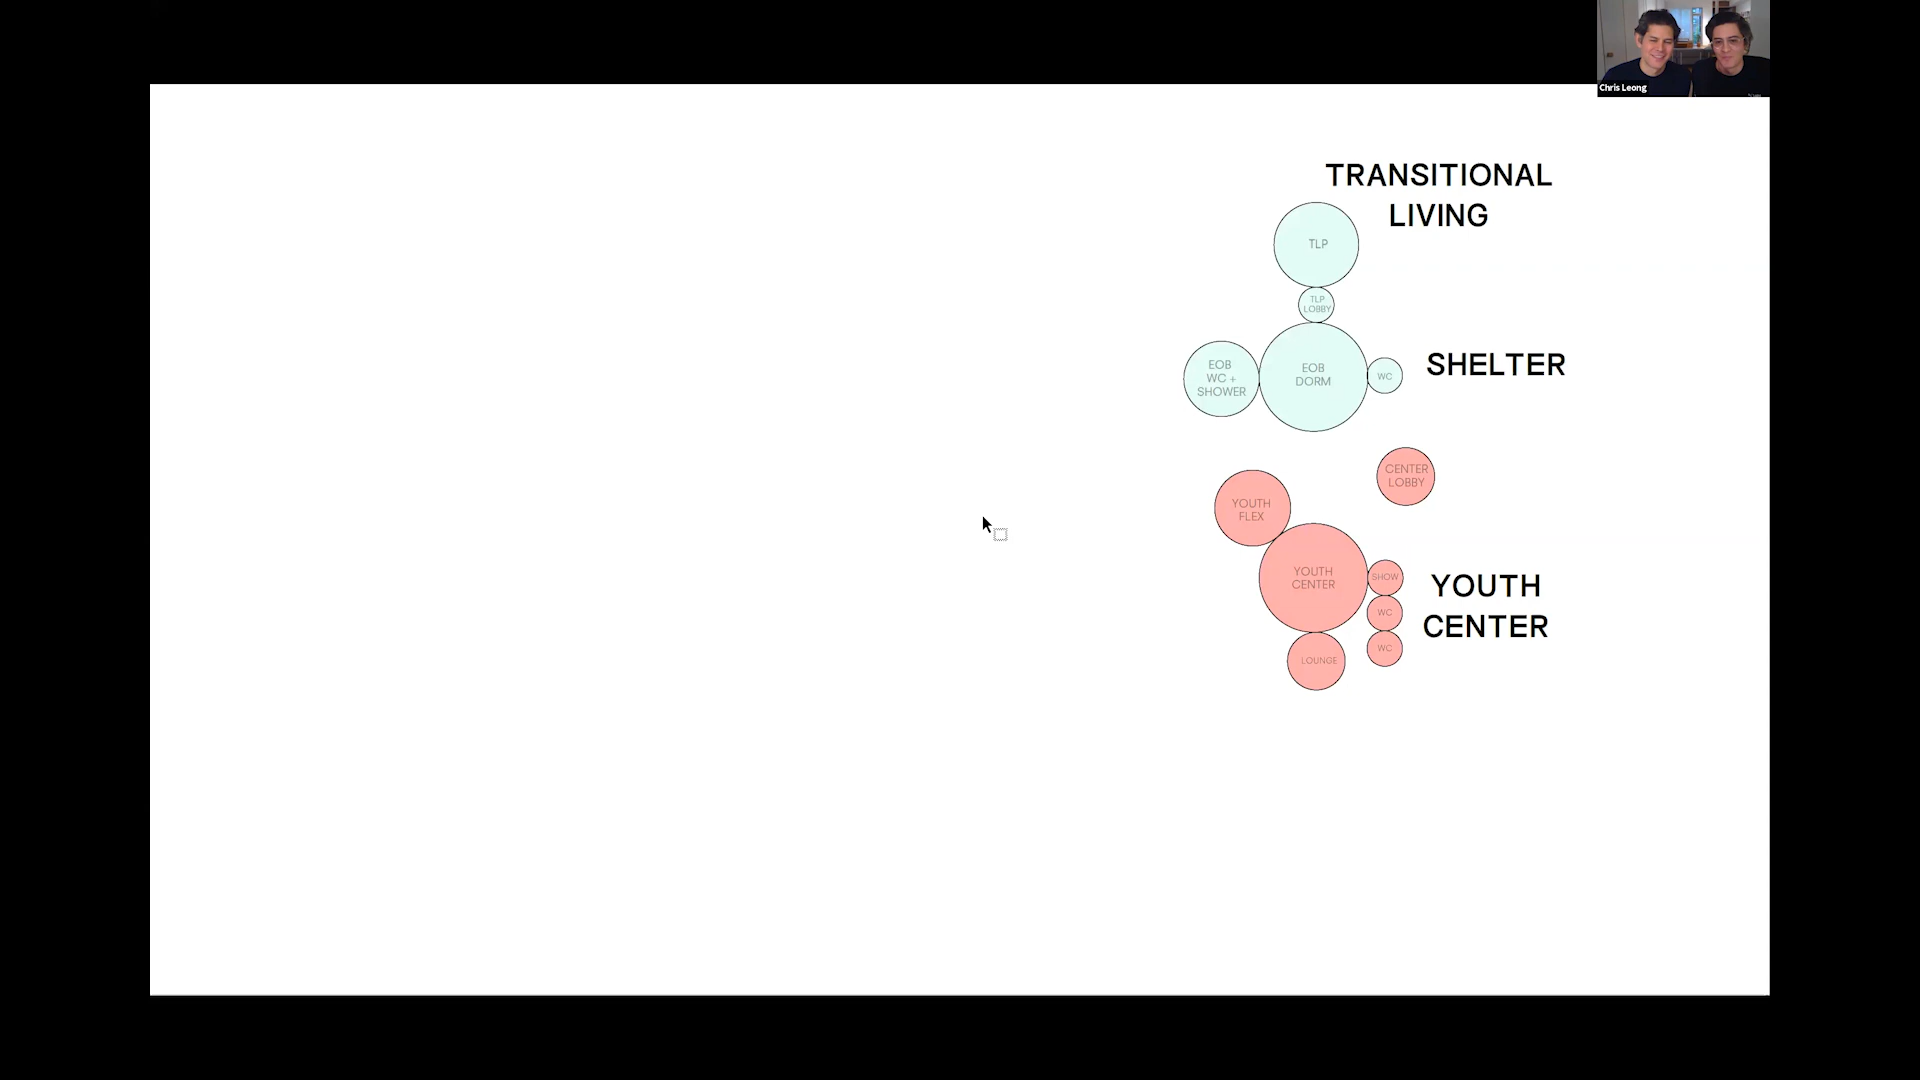 Chris Leong
TRANSITIONAL
LIVING
TLP
TLP
LOBBY
EOB
WC +
SHOWER
EOB
DORM
WC
SHELTER
CENTER
LOBBY
YOUTH
FLEX
YOUTH
CENTER
SHOW
WC
WC
LOUNGE
YOUTH
CENTER